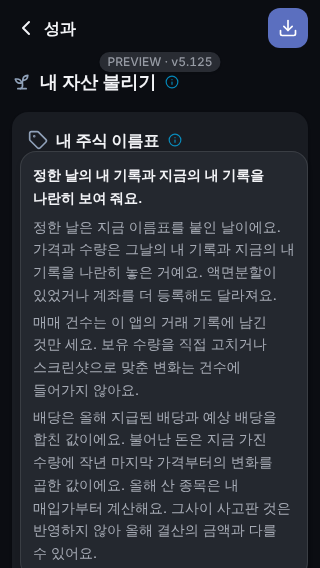 성과
PREVIEW · v5.125
내 자산 불리기
내 주식 이름표
정한 날의 내 기록과 지금의 내 기록을
나란히 보여 줘요.
정한 날은 지금 이름표를 붙인 날이에요.
가격과 수량은 그날의 내 기록과 지금의 내
기록을 나란히 놓은 거예요. 액면분할이
있었거나 계좌를 더 등록해도 달라져요.
매매 건수는 이 앱의 거래 기록에 남긴
것만 세요. 보유 수량을 직접 고치거나
스크린샷으로 맞춘 변화는 건수에
들어가지 않아요.
배당은 올해 지급된 배당과 예상 배당을
합친 값이에요. 불어난 돈은 지금 가진
수량에 작년 마지막 가격부터의 변화를
곱한 값이에요. 올해 산 종목은 내
매입가부터 계산해요. 그사이 사고판 것은
반영하지 않아 올해 결산의 금액과 다를
수 있어요.